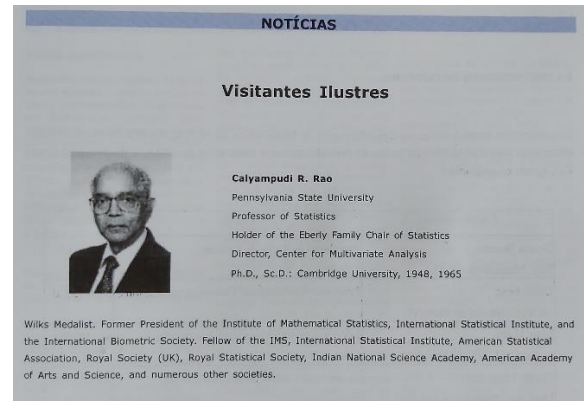 NOTÍCIAS
Visitantes Ilustres
Calyampudi R. Rao
Pennsylvania State University
Professor of Statistics
Holder of the Eberly Family Chair of Statistics
Director, Center for Multivariate Analysis
Ph.D., Sc.D.: Cambridge University, 1948, 1965
Wilks Medalist. Former President of the Institute of Mathematical Statistics, International Statistical Institute, and
the International Biometric Society. Fellow of the IMS, International Statistical Institute, American Statistical
Association, Royal Society (UK), Royal Statistical Society, Indian National Science Academy, American Academy
of Arts and Science, and numerous other societies.